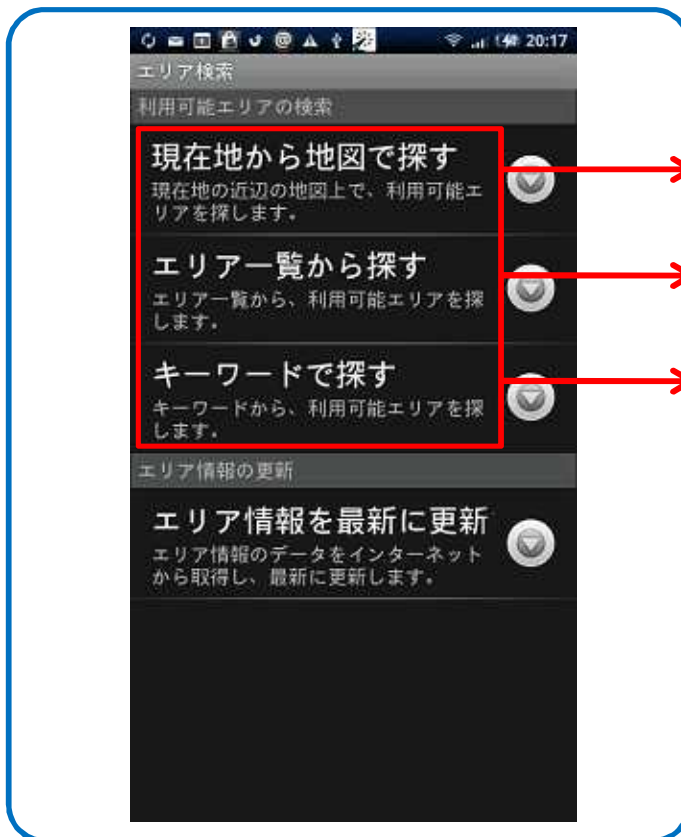 20:17
エリア検索
利用可能エリアの検索
現在地から地図で探す
現在地の近辺の地図上で、利用可能エ
リアを探します。
エリア一覧から探す
エリア一覧から、利用可能エリアを探
します。
キーワードで探す
キーワードから、利用可能エリアを探
します。
エリア情報の更新
エリア情報を最新に更新
エリア情報のデータをインターネット
から取得し、最新に更新します。